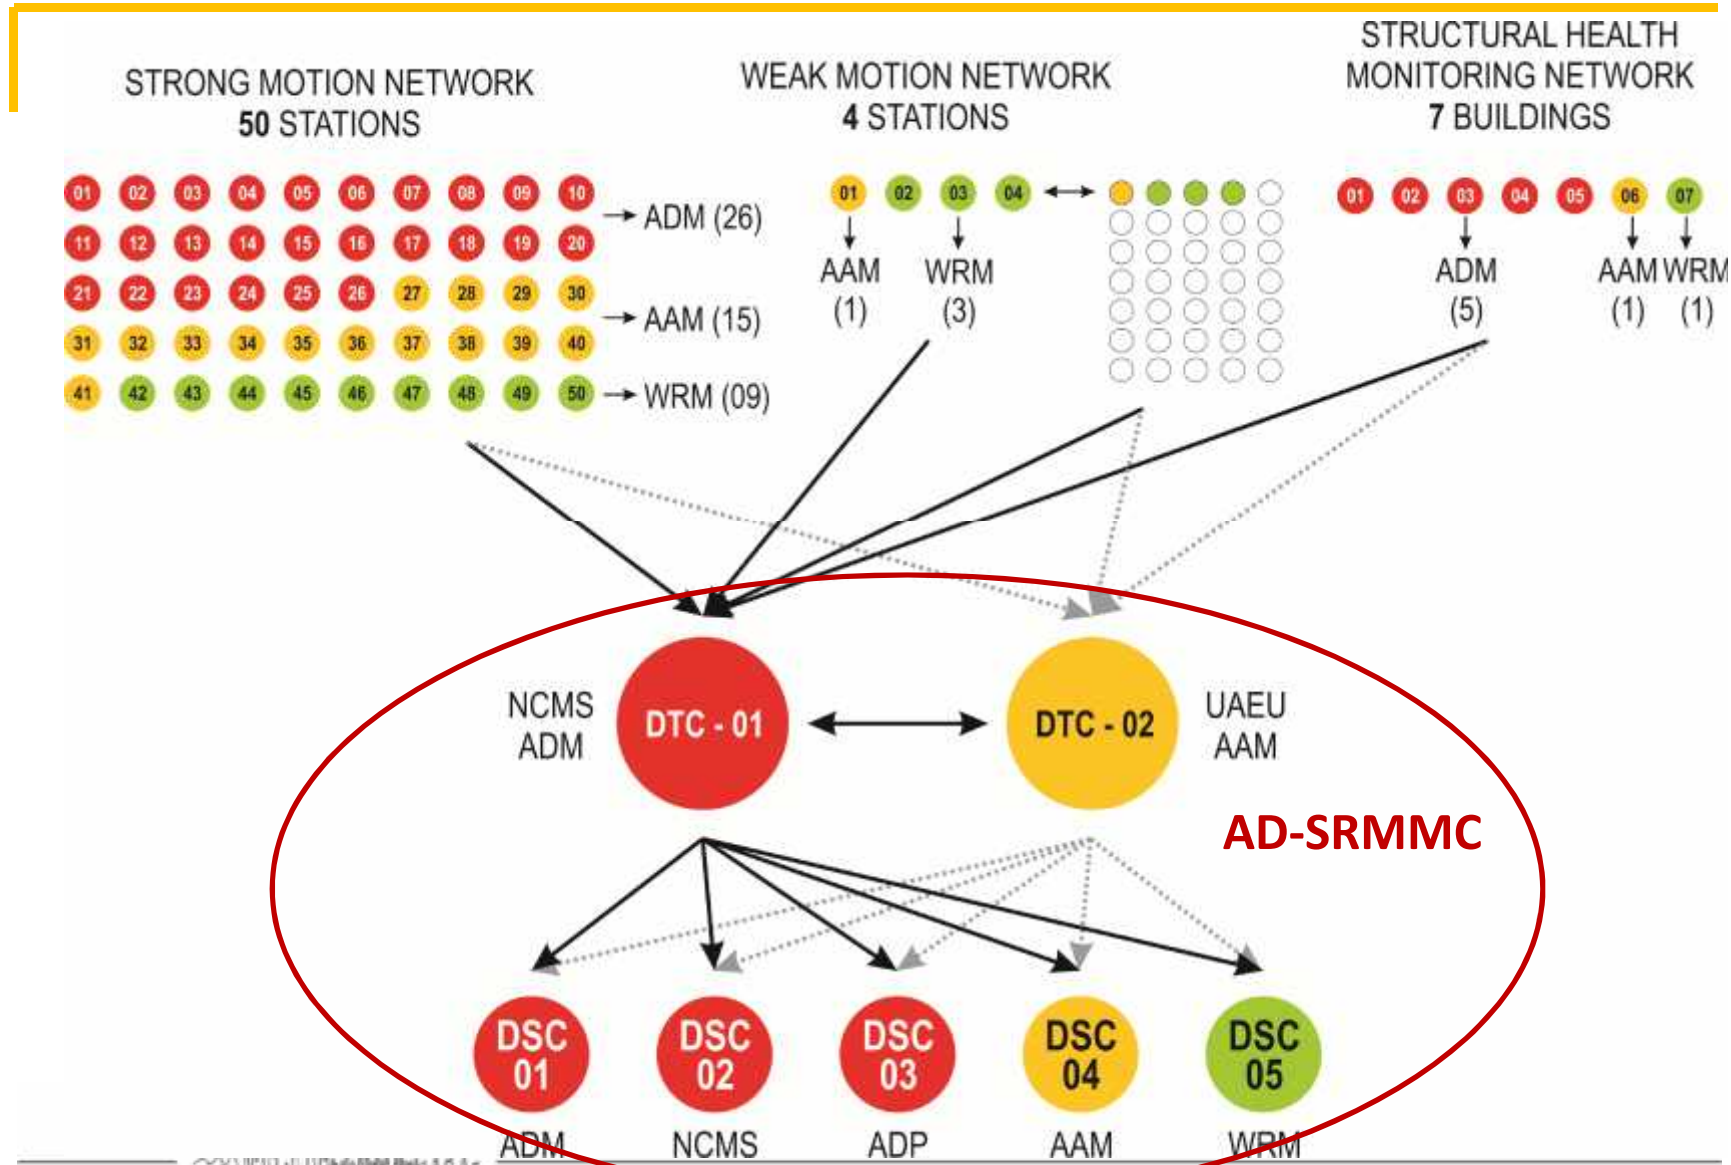 STRONG MOTION NETWORK
50 STATIONS
01 02 03 04 05 06 07 08 09 10
11 12 13 14 15 16 17 18 19 20
21 22 23 24 25 26 27 28 29 30
31 32 33 34 35 36 37 38 39 40
41 42 43 44 45 46 47 48 49 50
ADM (26)
AAM (15)
WRM (09)
WEAK MOTION NETWORK
4 STATIONS
01 02 03 04
AAM
(1)
WRM
(3)
STRUCTURAL HEALTH
MONITORING NETWORK
7 BUILDINGS
01 02 03 04 05 06 07
ADM
(5)
AAM
(1)
WRM
(1)
NCMS
ADM
DTC - 01
DTC - 02
UAEU
AAM
AD-SRMMC
DSC
01
DSC
02
DSC
03
DSC
04
DSC
05
ADM
NCMS
ADP
AAM
WRM